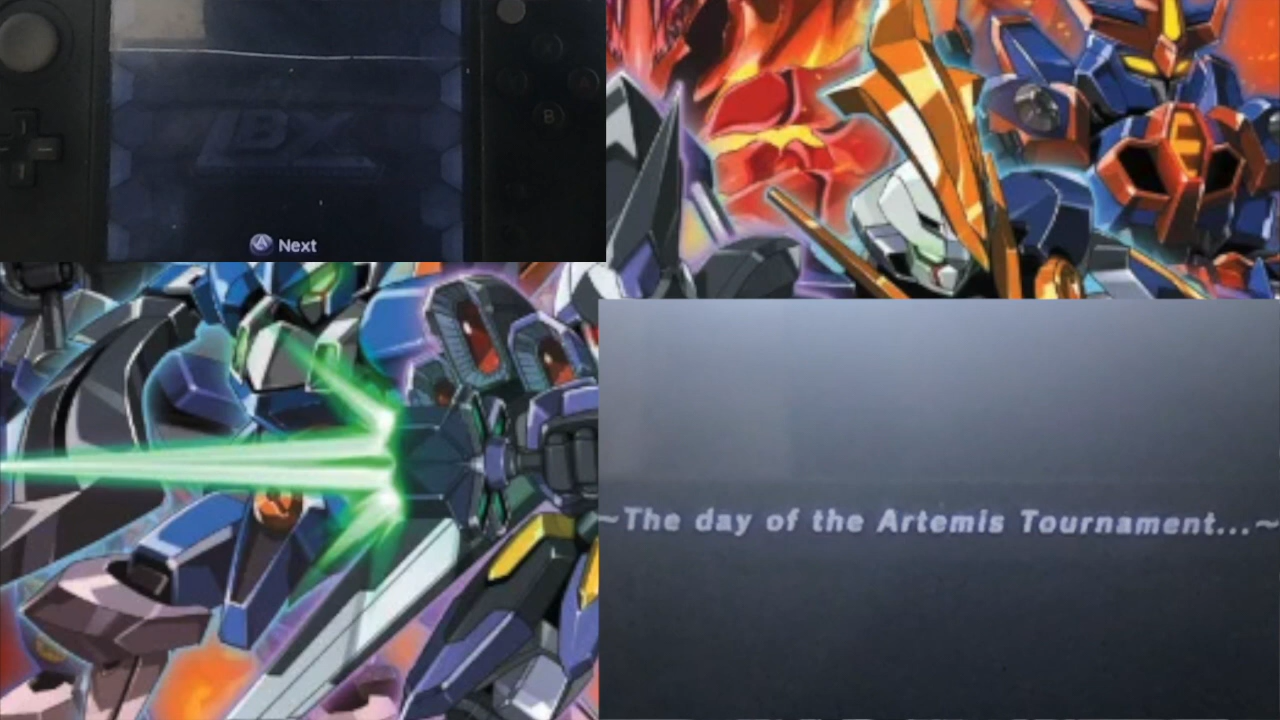 LBX
Next
B
~The day of the Artemis Tournament...~